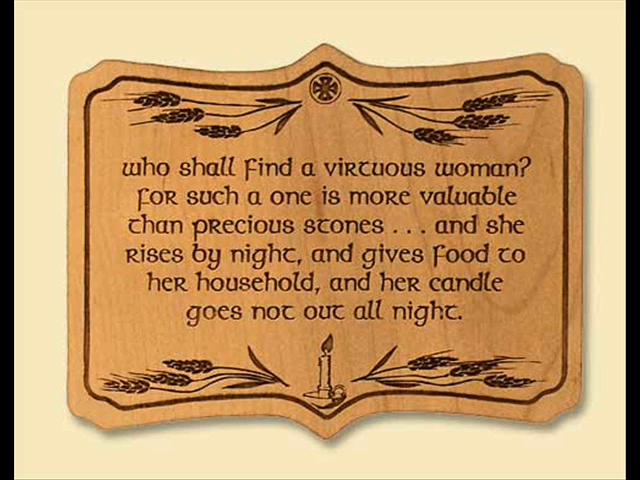 who shall find a virtuous woman?
for such a one is more valuable
than precious stones . . . and she
rises by night, and gives food to
her household, and her candle
goes not out all night.